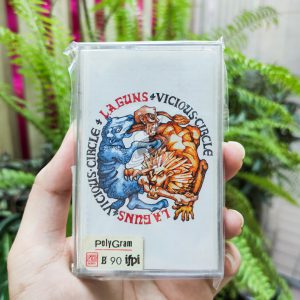 L.A GUNS + VICIOUS·CIRCLE +
L.A GUNS + VICIOUS·CIRCLE
PolyGram
90 ifpi